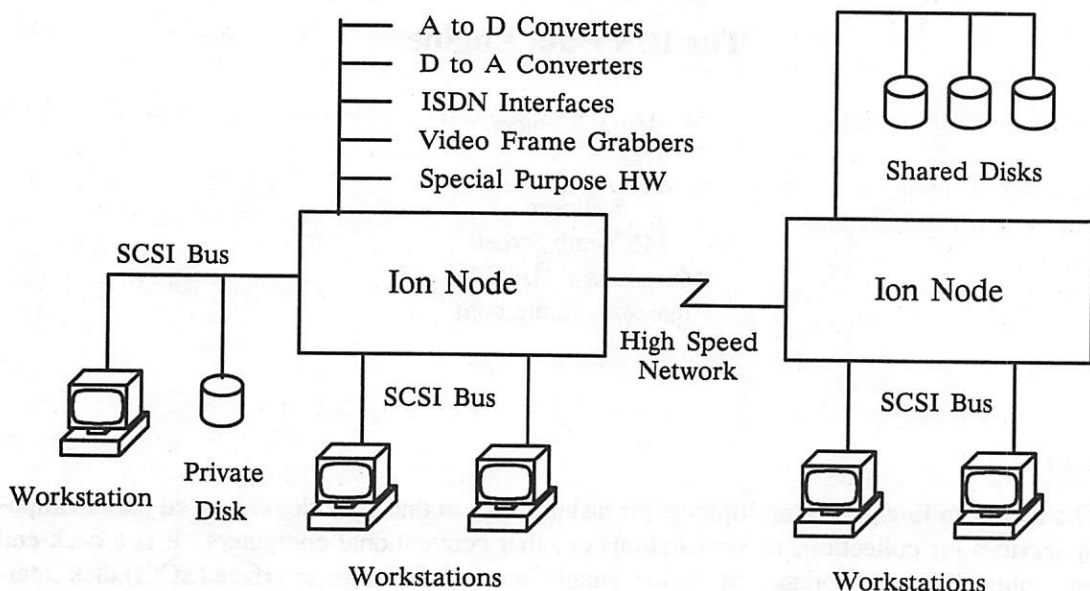 A to D Converters
D to A Converters
ISDN Interfaces
Video Frame Grabbers
Special Purpose HW
Shared Disks
SCSI Bus
Ion Node
Ion Node
High Speed
Network
SCSI Bus
SCSI Bus
Workstation
Private
Disk
Workstations
Workstations